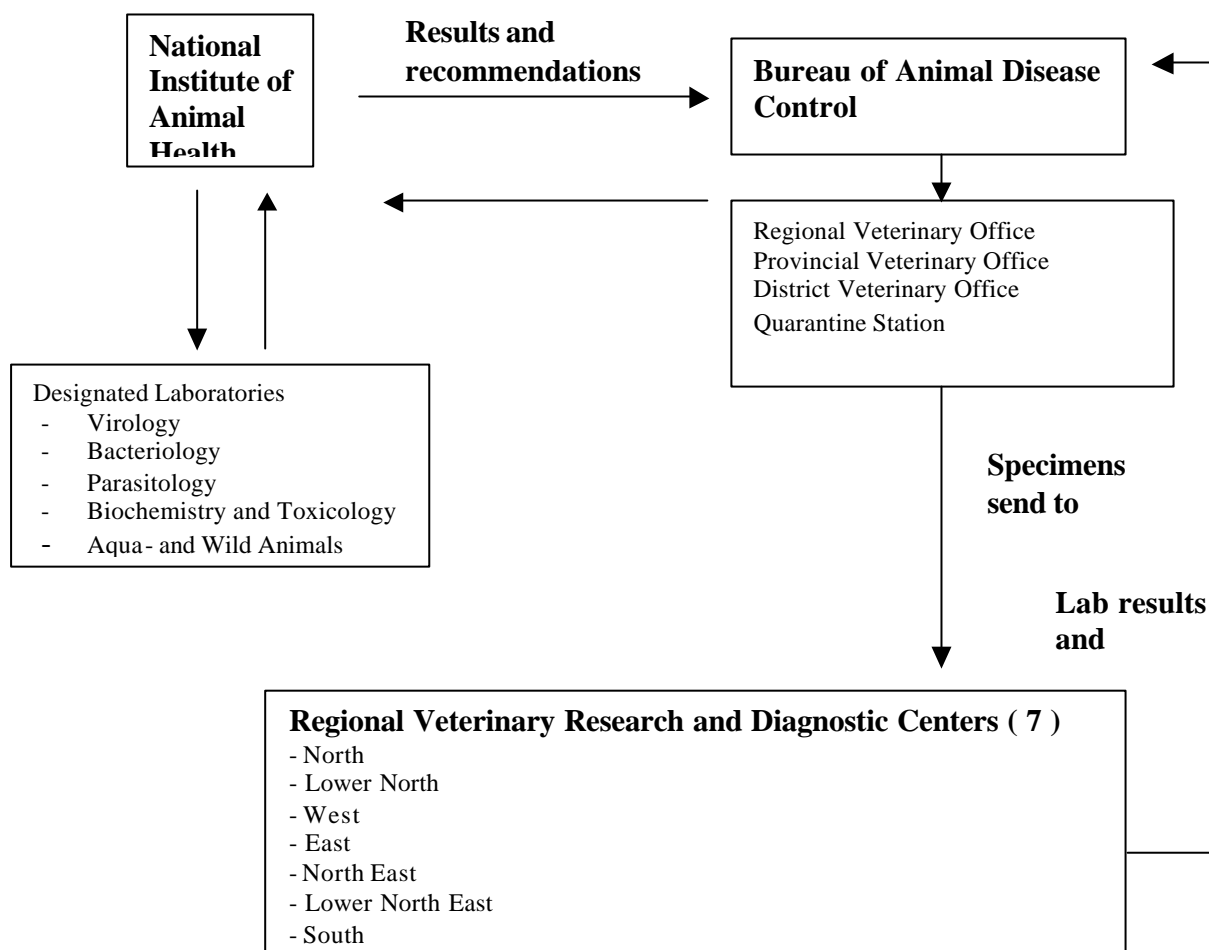 National
Institute of
Animal
Health
Results and
recommendations
Bureau of Animal Disease
Control
Regional Veterinary Office
Provincial Veterinary Office
District Veterinary Office
Quarantine Station
Designated Laboratories
- Virology
- Bacteriology
- Parasitology
- Biochemistry and Toxicology
- Aqua- and Wild Animals
Specimens
send to
Lab results
and
Regional Veterinary Research and Diagnostic Centers ( 7 )
- North
- Lower North
- West
- East
- North East
- Lower North East
- South